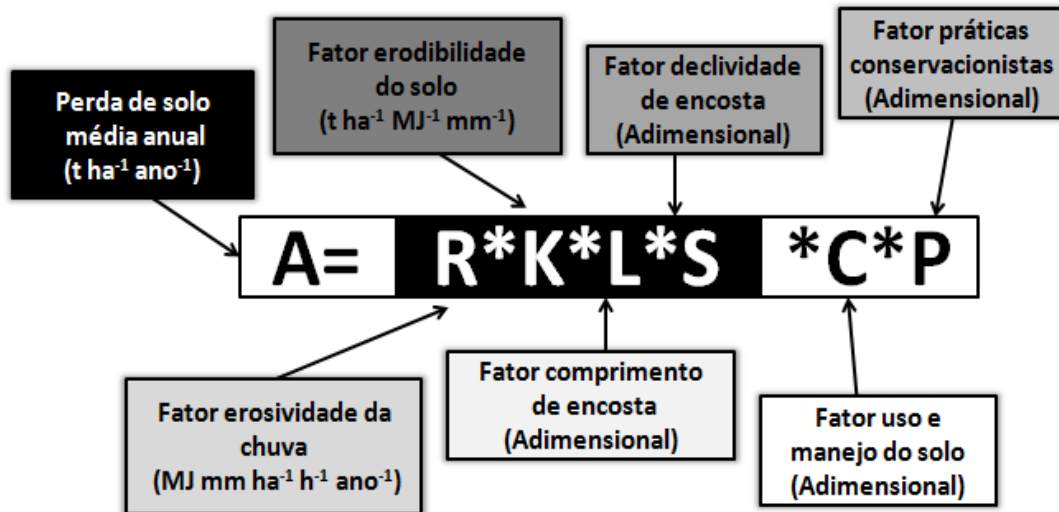 Fator erodibilidade
do solo
(t ha⁻¹ MJ⁻¹ mm⁻¹)
Fator práticas
conservacionistas
(Adimensional)
Fator declividade
de encosta
(Adimensional)
Perda de solo
média anual
(t ha⁻¹ ano⁻¹)
A= R*K*L*S *C*P
Fator erosividade da
chuva
(MJ mm ha⁻¹ h⁻¹ ano⁻¹)
Fator comprimento
de encosta
(Adimensional)
Fator uso e
manejo do solo
(Adimensional)